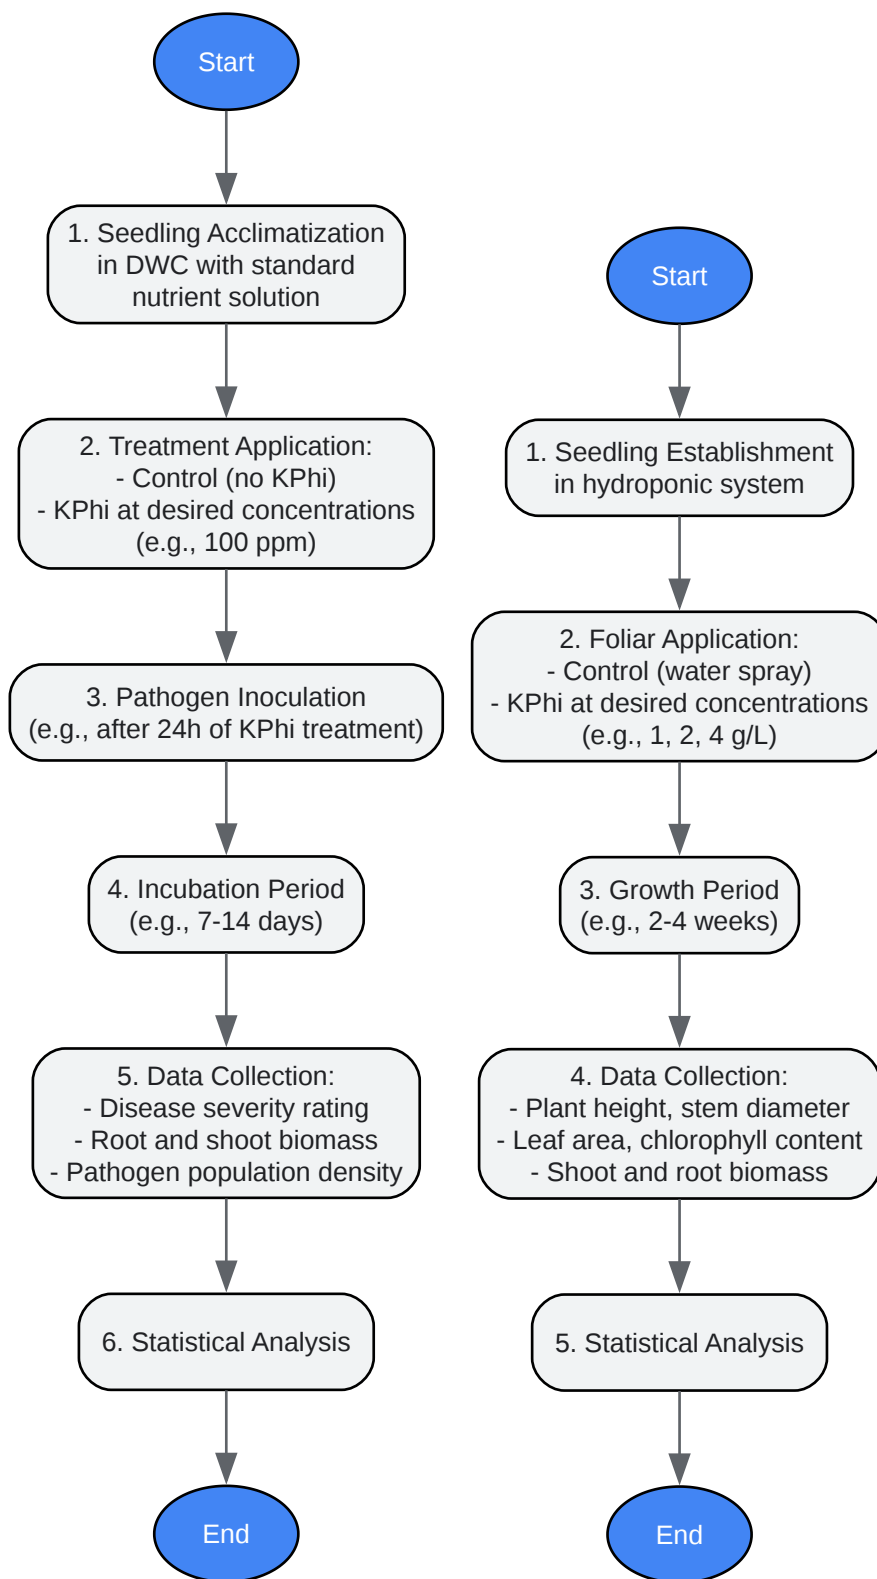 Start
1. Seedling Acclimatization
in DWC with standard
nutrient solution
2. Treatment Application:
- Control (no KPhi)
- KPhi at desired concentrations
(e.g., 100 ppm)
3. Pathogen Inoculation
(e.g., after 24h of KPhi treatment)
4. Incubation Period
(e.g., 7-14 days)
5. Data Collection:
- Disease severity rating
- Root and shoot biomass
- Pathogen population density
6. Statistical Analysis
End
Start
1. Seedling Establishment
in hydroponic system
2. Foliar Application:
- Control (water spray)
- KPhi at desired concentrations
(e.g., 1, 2, 4 g/L)
3. Growth Period
(e.g., 2-4 weeks)
4. Data Collection:
- Plant height, stem diameter
- Leaf area, chlorophyll content
- Shoot and root biomass
5. Statistical Analysis
End